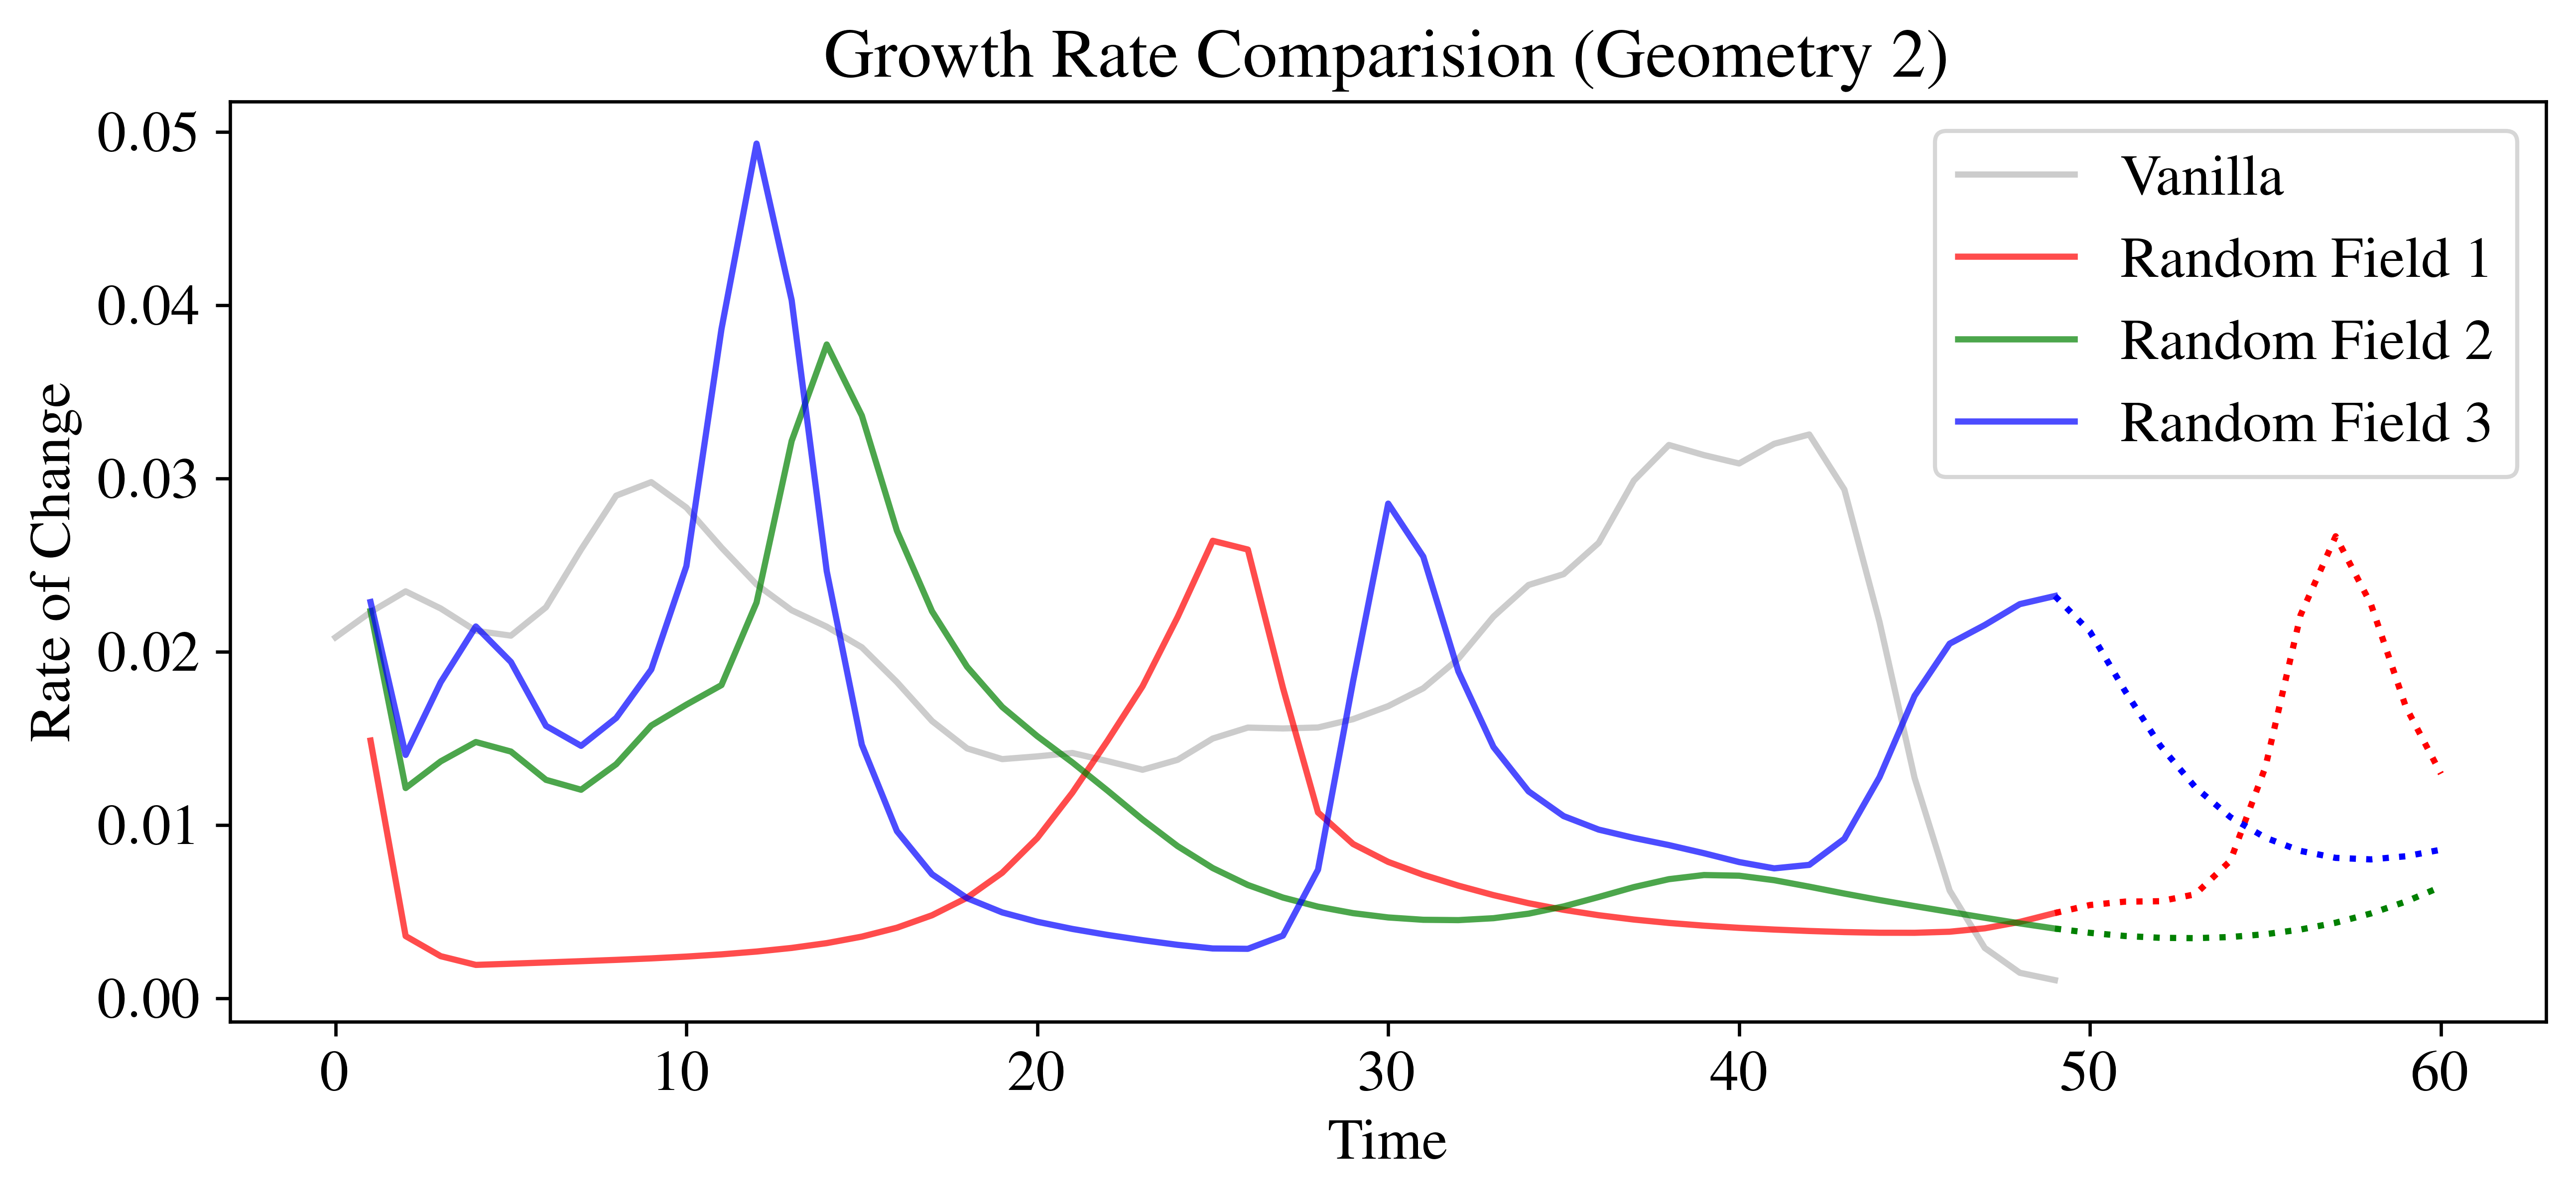 Growth Rate Comparision (Geometry 2)
Rate of Change
0.05
0.04
0.03
0.02
0.01
0.00
Vanilla
Random Field 1
Random Field 2
Random Field 3
0 10 20 30 40 50 60
Time